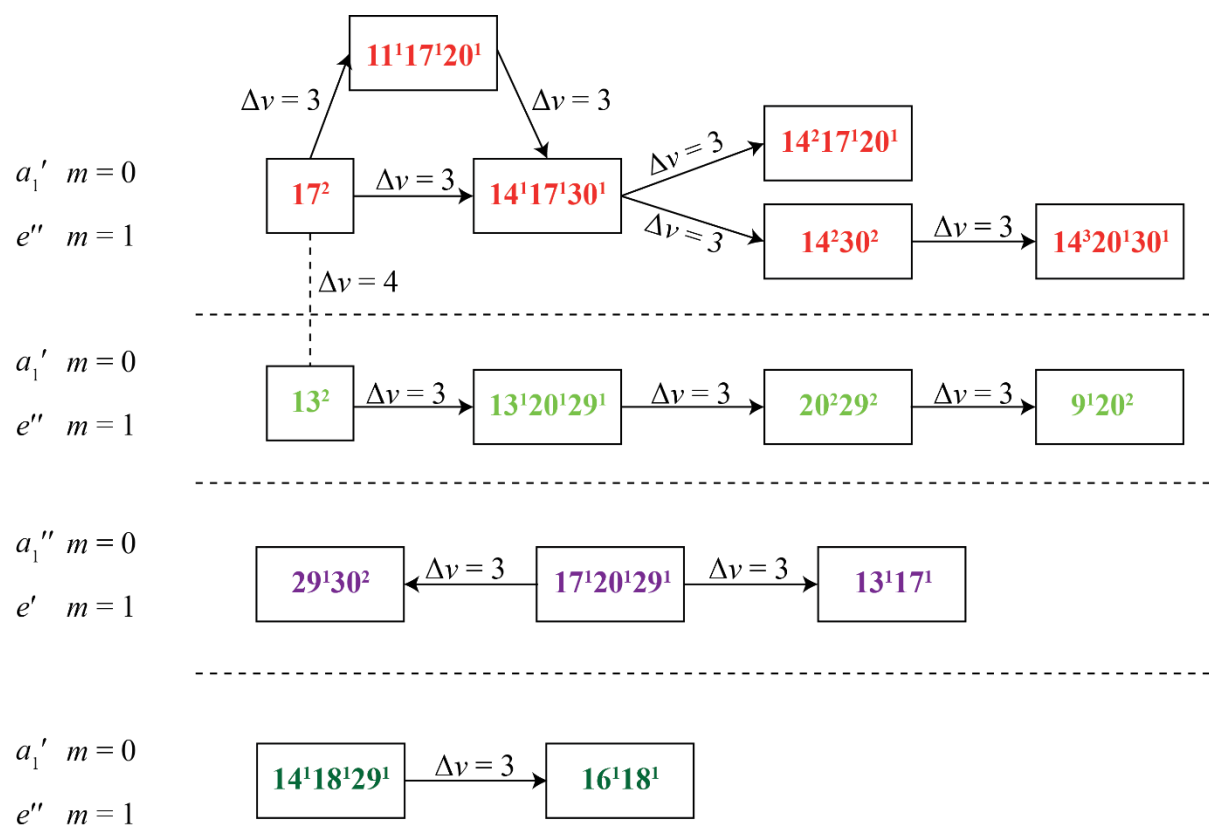 11¹17¹20¹
Δv = 3 Δv = 3
14²17¹20¹
a₁′ m = 0 17² Δv = 3 14¹17¹30¹ Δv = 3
e″ m = 1 Δv = 3 14²30² Δv = 3 14³20¹30¹
Δv = 4
a₁′ m = 0
13² Δv = 3 13¹20¹29¹ Δv = 3 20²29² Δv = 3 9¹20²
e″ m = 1
a₁″ m = 0
29¹30² Δv = 3 17¹20¹29¹ Δv = 3 13¹17¹
e′ m = 1
a₁′ m = 0
14¹18¹29¹ Δv = 3 16¹18¹
e″ m = 1